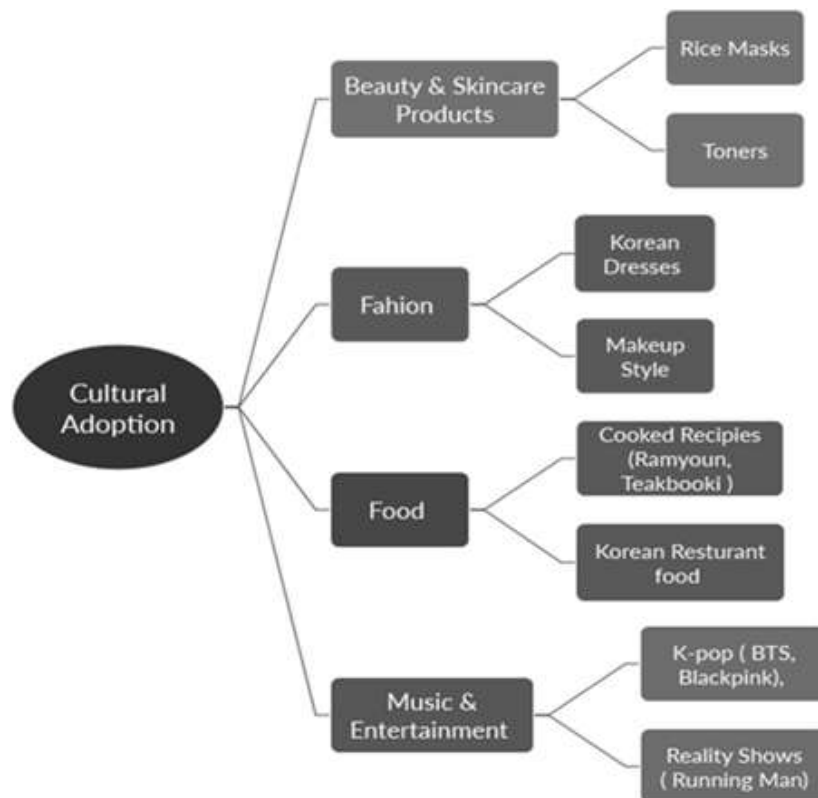 Cultural
Adoption
Beauty & Skincare
Products
Rice Masks
Toners
Fahion
Korean
Dresses
Makeup
Style
Food
Cooked Recipies
(Ramyoun,
Teakbooki )
Korean Resturant
food
Music &
Entertainment
K-pop ( BTS,
Blackpink),
Reality Shows
( Running Man)